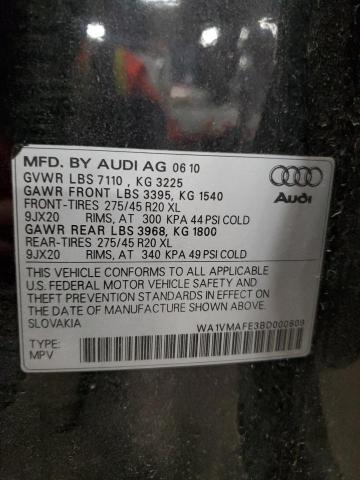 MFD. BY AUDI AG 06 10
GVWR LBS 7110 , KG 3225
GAWR FRONT LBS 3395, KG 1540
FRONT-TIRES 275/45 R20 XL
9JX20 RIMS, AT 300 KPA 44 PSI COLD
GAWR REAR LBS 3968, KG 1800
REAR-TIRES 275/45 R20 XL
9JX20 RIMS, AT 340 KPA 49 PSI COLD
Audi
THIS VEHICLE CONFORMS TO ALL APPLICABLE
U.S. FEDERAL MOTOR VEHICLE SAFETY AND
THEFT PREVENTION STANDARDS IN EFFECT ON
THE DATE OF MANUFACTURE SHOWN ABOVE.
SLOVAKIA
WA1VMAFE3BD000609
TYPE:
MPV